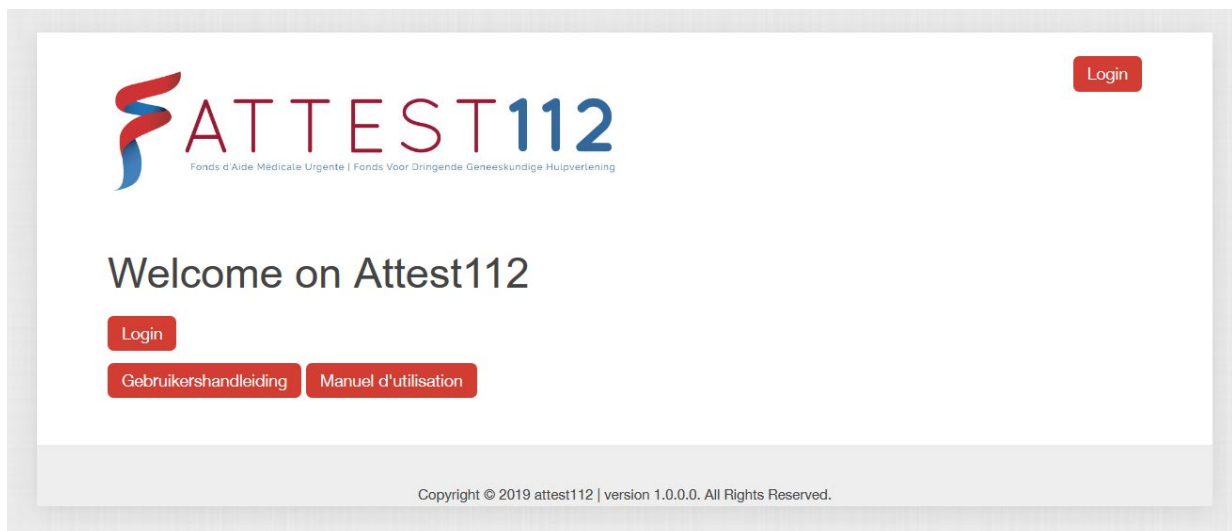 Login
ATTEST112
Fonds d'Aide Médicale Urgente | Fonds Voor Dringende Geneeskundige Hulpverlening
Welcome on Attest112
Login
Gebruikershandleiding Manuel d'utilisation
Copyright © 2019 attest112 | version 1.0.0.0. All Rights Reserved.